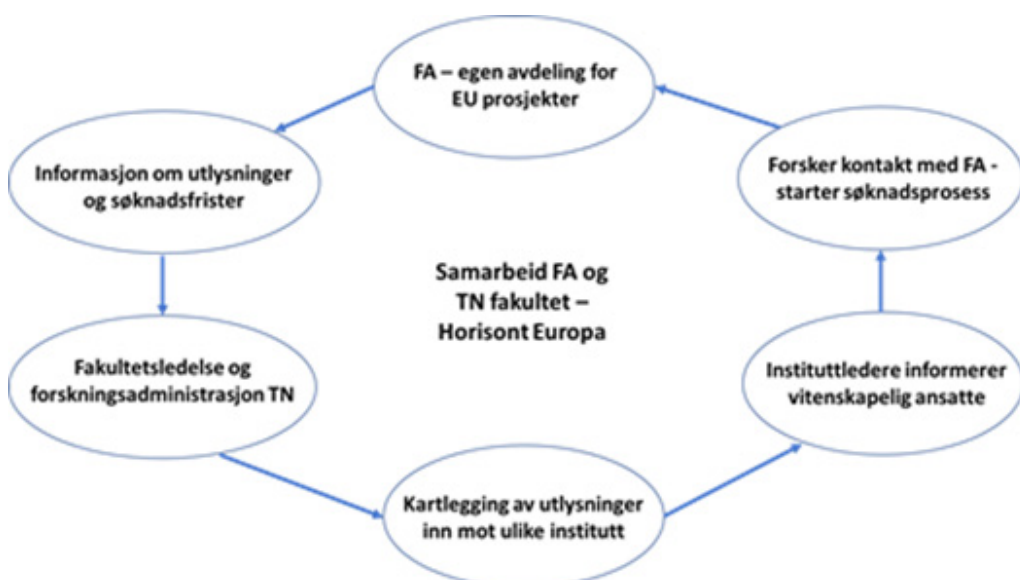 FA – egen avdeling for
EU prosjekter
Informasjon om utlysninger
og søknadsfrister
Forsker kontakt med FA -
starter søknadsprosess
Samarbeid FA og
TN fakultet –
Horisont Europa
Fakultetsledelse og
forskningsadministrasjon TN
Instituttledere informerer
vitenskapelig ansatte
Kartlegging av utlysninger
inn mot ulike institutt